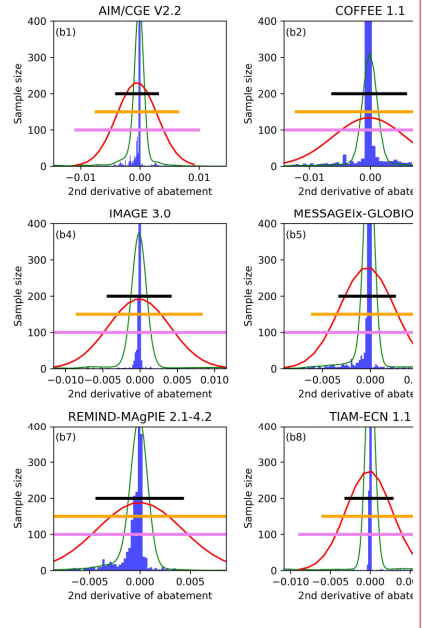 AIM/CGE V2.2
COFFEE 1.1
400
(b1)
300
200
100
0
Sample size
−0.01
0.00
0.01
2nd derivative of abatement
400
(b2)
300
200
100
0
Sample size
−0.01
0.00
2nd derivative of abate
IMAGE 3.0
MESSAGEix-GLOBIO
400
(b4)
300
200
100
0
Sample size
−0.010
−0.005
0.000
0.005
0.010
2nd derivative of abatement
400
(b5)
300
200
100
0
Sample size
−0.005
0.000
0.
2nd derivative of abate
REMIND-MAgPIE 2.1-4.2
TIAM-ECN 1.1
400
(b7)
300
200
100
0
Sample size
−0.005
0.000
0.005
2nd derivative of abatement
400
(b8)
300
200
100
0
Sample size
−0.010
−0.005
0.000
0.0
2nd derivative of abate